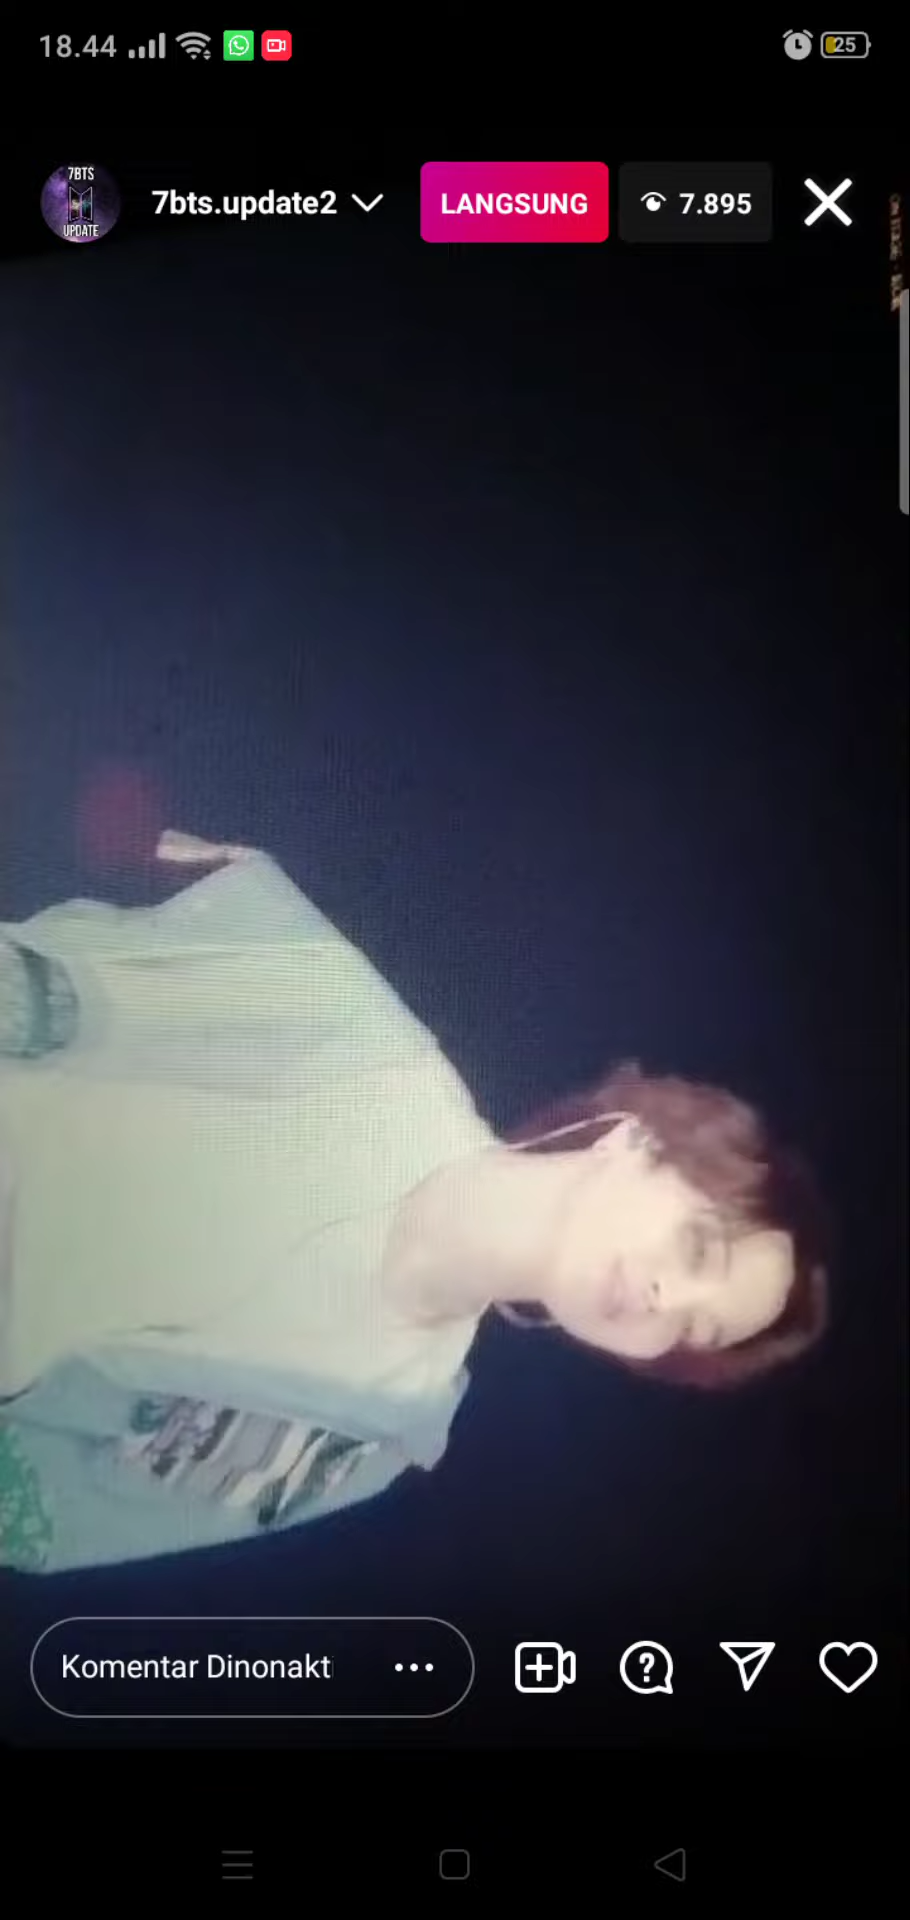 18.44
25
7BTS
UPDATE
7bts.update2
LANGSUNG
7.895
Komentar Dinonakt